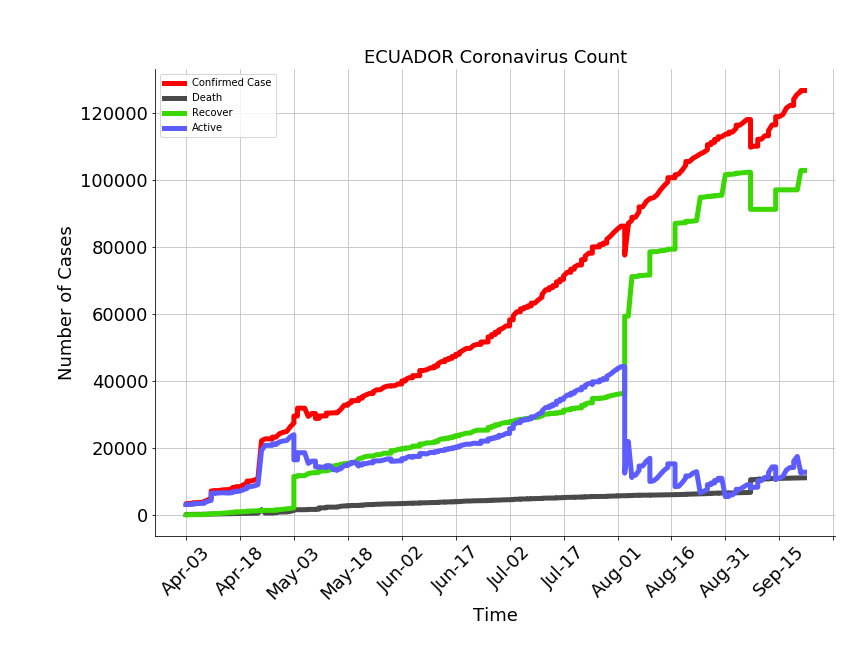 ECUADOR Coronavirus Count
Confirmed Case
Death
Recover
Active
120000
100000
80000
60000
40000
20000
0
Number of Cases
Apr-03
Apr-18
May-03
May-18
Jun-02
Jun-17
Jul-02
Jul-17
Aug-01
Aug-16
Aug-31
Sep-15
Time